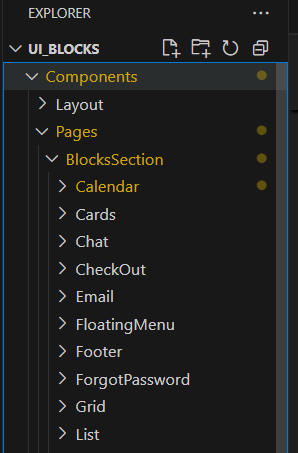 EXPLORER
UI_BLOCKS
Components
Layout
Pages
BlocksSection
Calendar
Cards
Chat
CheckOut
Email
FloatingMenu
Footer
ForgotPassword
Grid
List